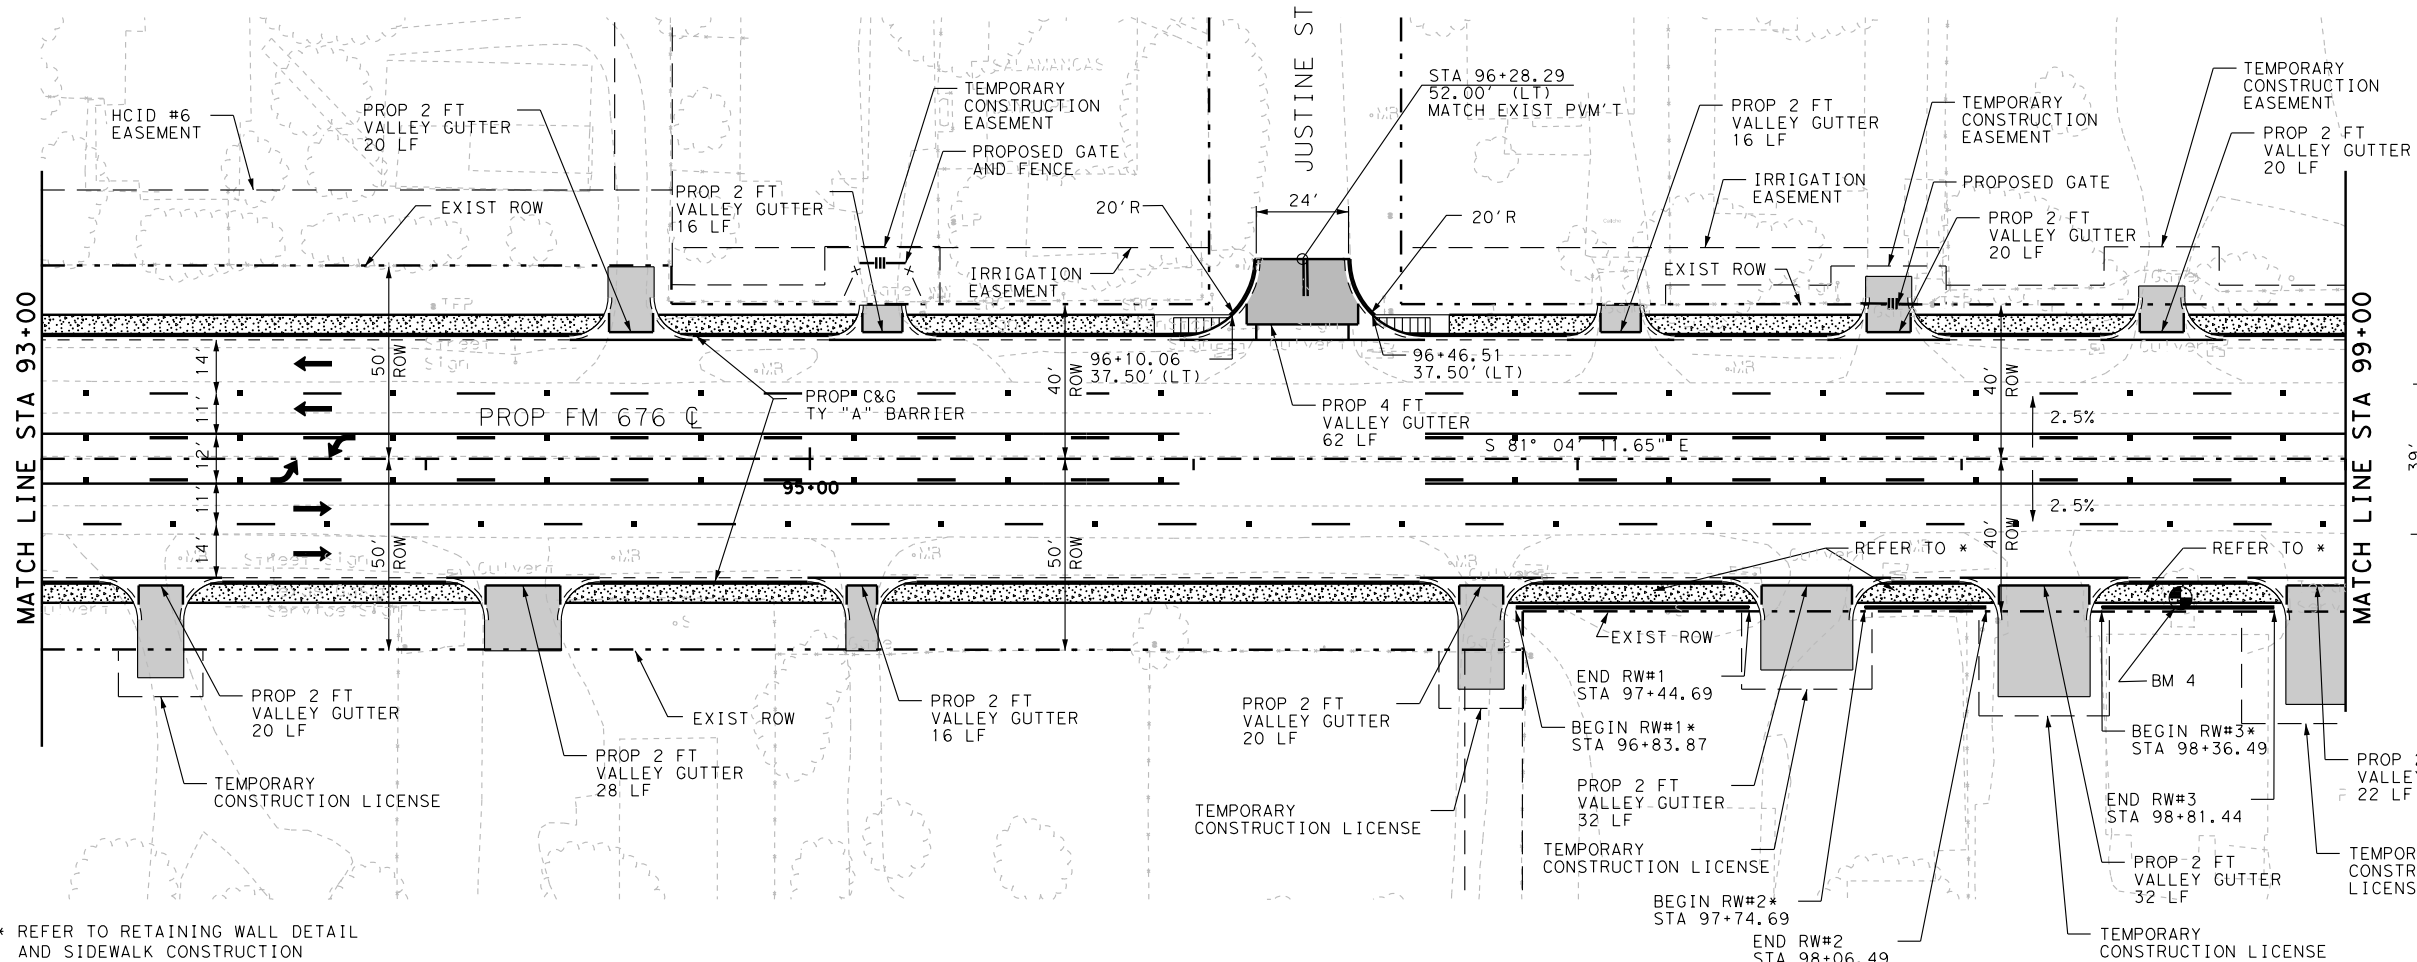 JUSTINE ST
HCID #6
EASEMENT
PROP 2 FT
VALLEY GUTTER
20 LF
TEMPORARY
CONSTRUCTION
EASEMENT
PROPOSED GATE
AND FENCE
STA 96+28.29
52.00' (LT)
MATCH EXIST PVM'T
PROP 2 FT
VALLEY GUTTER
16 LF
TEMPORARY
CONSTRUCTION
EASEMENT
TEMPORARY
CONSTRUCTION
EASEMENT
PROP 2 FT
VALLEY GUTTER
20 LF
EXIST ROW
PROP 2 FT
VALLEY GUTTER
16 LF
20'R
24'
20'R
IRRIGATION
EASEMENT
PROPOSED GATE
PROP 2 FT
VALLEY GUTTER
20 LF
IRRIGATION
EASEMENT
EXIST ROW
MATCH LINE STA 93+00
14'
11'
12'
11'
14'
50'
ROW
50'
ROW
PROP FM 676 ℄
PROP C&G
TY "A" BARRIER
95+00
40'
ROW
50'
ROW
96+10.06
37.50' (LT)
96+46.51
37.50' (LT)
PROP 4 FT
VALLEY GUTTER
62 LF
S 81° 04' 11.65" E
40'
ROW
40'
ROW
2.5%
2.5%
MATCH LINE STA 99+00
39'
REFER TO *
REFER TO *
EXIST ROW
PROP 2 FT
VALLEY GUTTER
20 LF
TEMPORARY
CONSTRUCTION LICENSE
PROP 2 FT
VALLEY GUTTER
28 LF
EXIST ROW
PROP 2 FT
VALLEY GUTTER
16 LF
PROP 2 FT
VALLEY GUTTER
20 LF
TEMPORARY
CONSTRUCTION LICENSE
END RW#1
STA 97+44.69
BEGIN RW#1*
STA 96+83.87
PROP 2 FT
VALLEY GUTTER
32 LF
TEMPORARY
CONSTRUCTION LICENSE
BEGIN RW#2*
STA 97+74.69
END RW#2
STA 98+06.49
BM 4
BEGIN RW#3*
STA 98+36.49
END RW#3
STA 98+81.44
PROP 2 FT
VALLEY GUTTER
32 LF
TEMPORARY
CONSTRUCTION LICENSE
PROP 2
VALLE
22 LF
TEMPOR
CONSTR
LICENS
* REFER TO RETAINING WALL DETAIL
AND SIDEWALK CONSTRUCTION